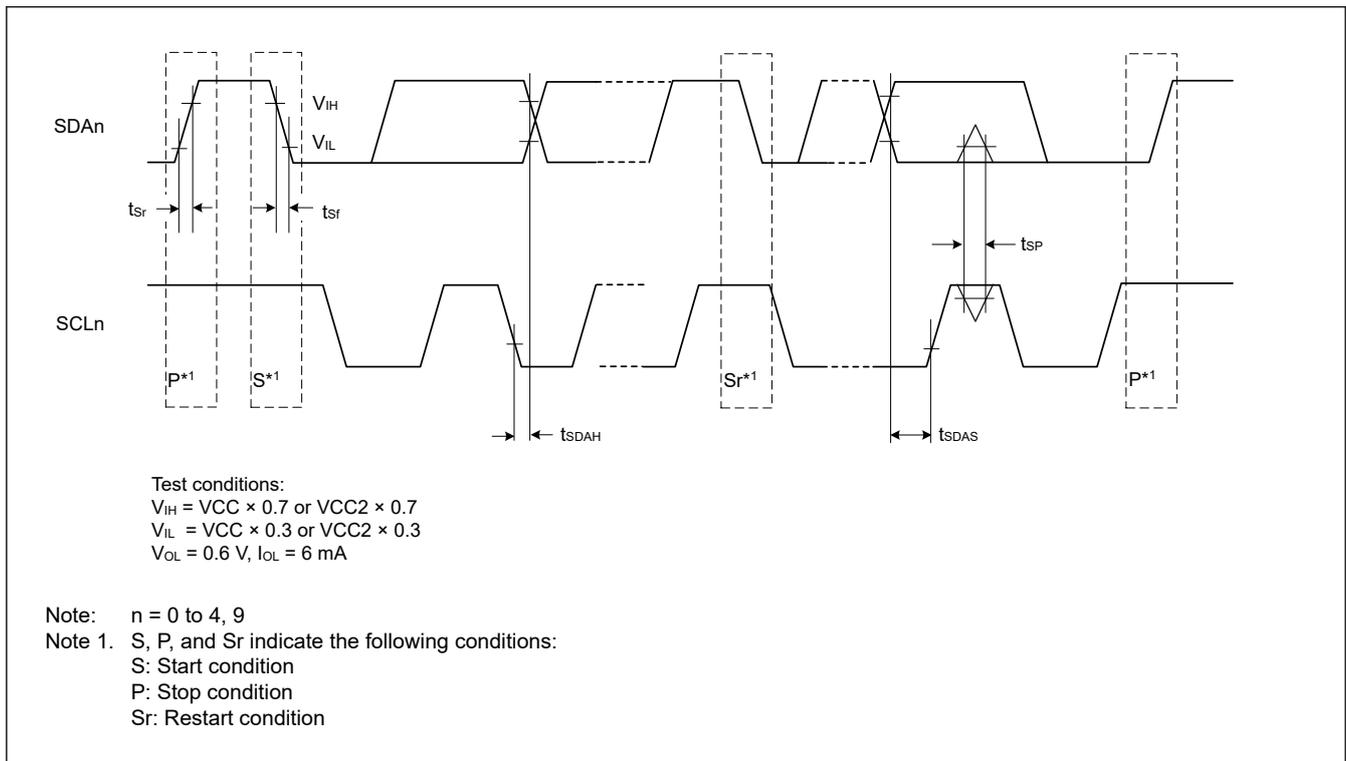 SDAn
VIH
VIL
tSr
tSf
tSP
SCLn
P*1
S*1
Sr*1
P*1
tSDAH
tSDAS
Test conditions:
VIH = VCC × 0.7 or VCC2 × 0.7
VIL = VCC × 0.3 or VCC2 × 0.3
VOL = 0.6 V, IOL = 6 mA
Note: n = 0 to 4, 9
Note 1. S, P, and Sr indicate the following conditions:
S: Start condition
P: Stop condition
Sr: Restart condition